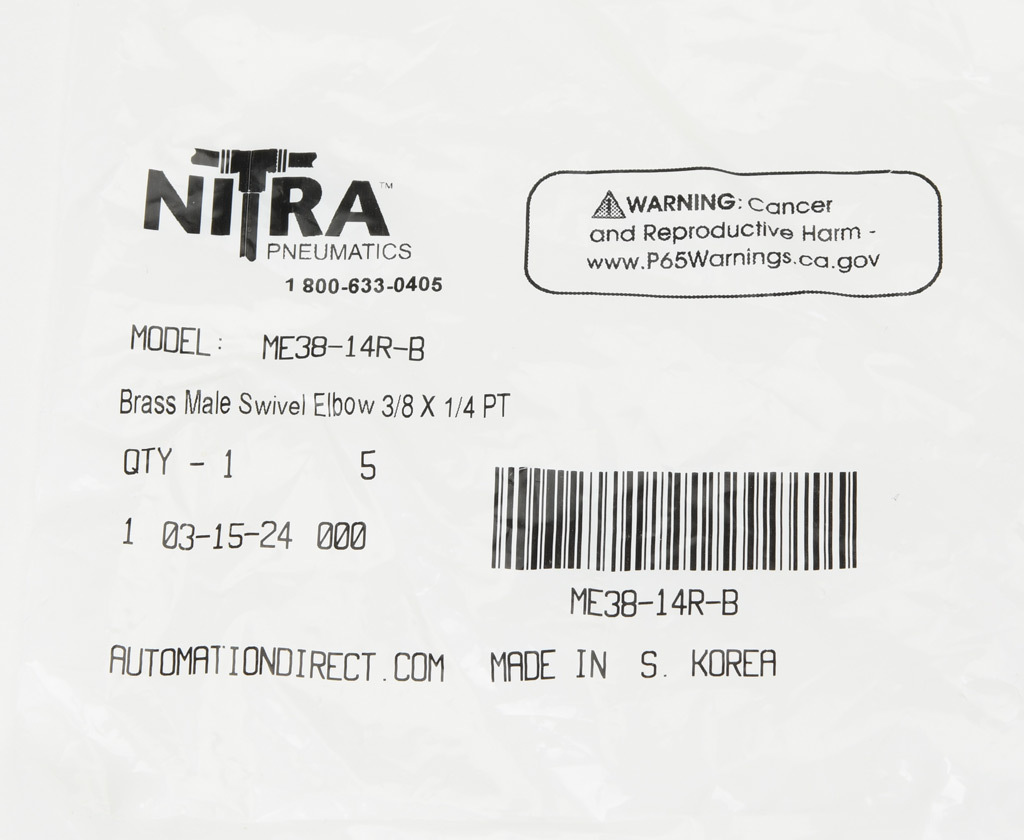 NITRA™
PNEUMATICS
1 800-633-0405
⚠WARNING: Cancer
and Reproductive Harm -
www.P65Warnings.ca.gov
MODEL: ME38-14R-B
Brass Male Swivel Elbow 3/8 X 1/4 PT
QTY - 1 5
1 03-15-24 000
ME38-14R-B
AUTOMATIONDIRECT.COM MADE IN S. KOREA